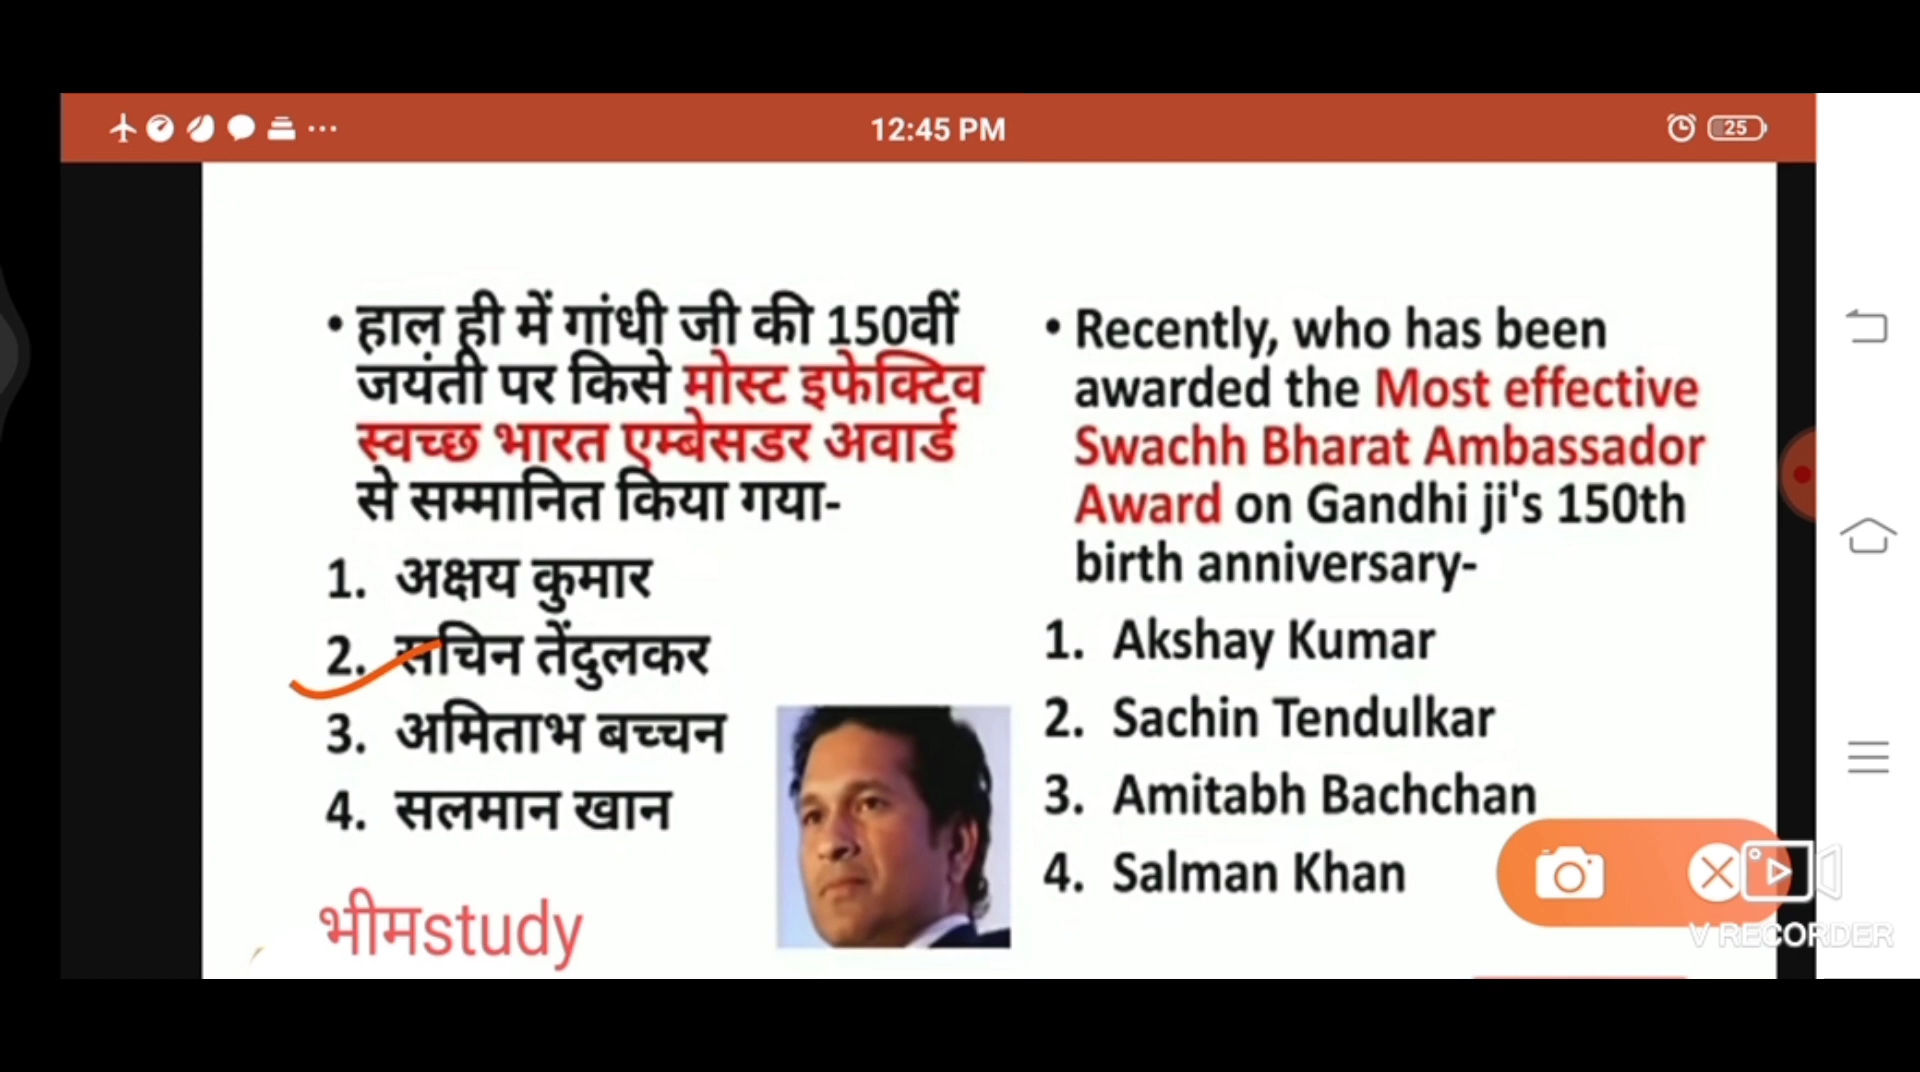 12:45 PM
25
• हाल ही में गांधी जी की 150वीं
जयंती पर किसे मोस्ट इफेक्टिव
स्वच्छ भारत एम्बेसडर अवार्ड
से सम्मानित किया गया-
1. अक्षय कुमार
2. सचिन तेंदुलकर
3. अमिताभ बच्चन
4. सलमान खान
भीमstudy
• Recently, who has been
awarded the Most effective
Swachh Bharat Ambassador
Award on Gandhi ji's 150th
birth anniversary-
1. Akshay Kumar
2. Sachin Tendulkar
3. Amitabh Bachchan
4. Salman Khan
V RECORDER